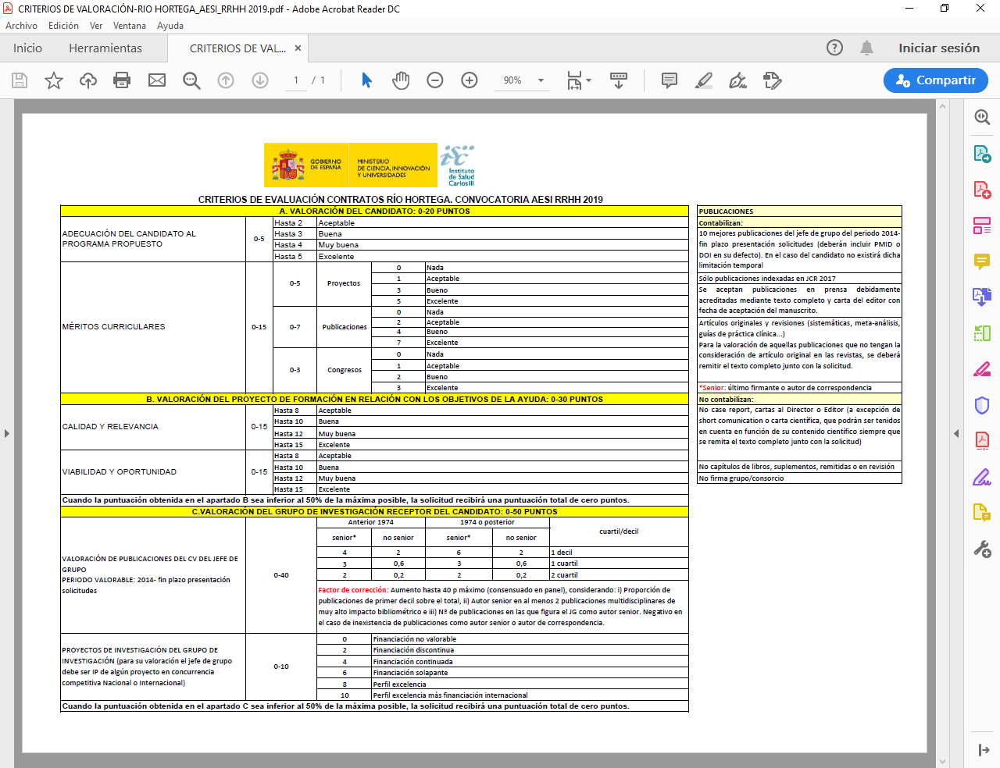 CRITERIOS DE VALORACIÓN-RIO HORTEGA_AESI_RRHH 2019.pdf - Adobe Acrobat Reader DC
Archivo Edición Ver Ventana Ayuda
Inicio Herramientas CRITERIOS DE VAL... × Iniciar sesión
1 / 1 90% Compartir
GOBIERNO DE ESPAÑA
MINISTERIO DE CIENCIA, INNOVACIÓN Y UNIVERSIDADES
isc
Instituto de Salud Carlos III
CRITERIOS DE EVALUACIÓN CONTRATOS RÍO HORTEGA. CONVOCATORIA AESI RRHH 2019
A. VALORACIÓN DEL CANDIDATO: 0-20 PUNTOS
ADECUACIÓN DEL CANDIDATO AL
PROGRAMA PROPUESTO
0-5
Hasta 2 Aceptable
Hasta 3 Buena
Hasta 4 Muy buena
Hasta 5 Excelente
MÉRITOS CURRICULARES
0-15
0-5 Proyectos
0 Nada
1 Aceptable
3 Bueno
5 Excelente
0-7 Publicaciones
0 Nada
2 Aceptable
4 Bueno
7 Excelente
0-3 Congresos
0 Nada
1 Aceptable
2 Bueno
3 Excelente
B. VALORACIÓN DEL PROYECTO DE FORMACIÓN EN RELACIÓN CON LOS OBJETIVOS DE LA AYUDA: 0-30 PUNTOS
CALIDAD Y RELEVANCIA
0-15
Hasta 8 Aceptable
Hasta 10 Buena
Hasta 12 Muy buena
Hasta 15 Excelente
VIABILIDAD Y OPORTUNIDAD
0-15
Hasta 8 Aceptable
Hasta 10 Buena
Hasta 12 Muy buena
Hasta 15 Excelente
Cuando la puntuación obtenida en el apartado B sea inferior al 50% de la máxima posible, la solicitud recibirá una puntuación total de cero puntos.
C.VALORACIÓN DEL GRUPO DE INVESTIGACIÓN RECEPTOR DEL CANDIDATO: 0-50 PUNTOS
VALORACIÓN DE PUBLICACIONES DEL CV DEL JEFE DE
GRUPO
PERIODO VALORABLE: 2014- fin plazo presentación
solicitudes
0-40
Anterior 1974 1974 o posterior cuartil/decil
senior* no senior senior* no senior
4 2 6 2 1 decil
3 0,6 3 0,6 1 cuartil
2 0,2 2 0,2 2 cuartil
Factor de corrección: Aumento hasta 40 p máximo (consensuado en panel), considerando: i) Proporción de
publicaciones de primer decil sobre el total, ii) Autor senior en al menos 2 publicaciones multidisciplinares de
muy alto impacto bibliométrico e iii) Nº de publicaciones en las que figura el JG como autor senior. Negativo en
el caso de inexistencia de publicaciones como autor senior o autor de correspondencia.
PROYECTOS DE INVESTIGACIÓN DEL GRUPO DE
INVESTIGACIÓN (para su valoración el jefe de grupo
debe ser IP de algún proyecto en concurrencia
competitiva Nacional o Internacional)
0-10
0 Financiación no valorable
2 Financiación discontinua
4 Financiación continuada
6 Financiación solapante
8 Perfil excelencia
10 Perfil excelencia más financiación internacional
Cuando la puntuación obtenida en el apartado C sea inferior al 50% de la máxima posible, la solicitud recibirá una puntuación total de cero puntos.
PUBLICACIONES
Contabilizan:
10 mejores publicaciones del jefe de grupo del periodo 2014-
fin plazo presentación solicitudes (deberán incluir PMID o
DOI en su defecto). En el caso del candidato no existirá dicha
limitación temporal
Sólo publicaciones indexadas en JCR 2017
Se aceptan publicaciones en prensa debidamente
acreditadas mediante texto completo y carta del editor con
fecha de aceptación del manuscrito.
Artículos originales y revisiones (sistemáticas, meta-análisis,
guías de práctica clínica...)
Para la valoración de aquellas publicaciones que no tengan la
consideración de artículo original en las revistas, se deberá
remitir el texto completo junto con la solicitud.
*Senior: último firmante o autor de correspondencia
No contabilizan:
No case report, cartas al Director o Editor (a excepción de
short comunication o carta científica, que podrán ser tenidos
en cuenta en función de su contenido científico siempre que
se remita el texto completo junto con la solicitud)
No capítulos de libros, suplementos, remitidas o en revisión
No firma grupo/consorcio